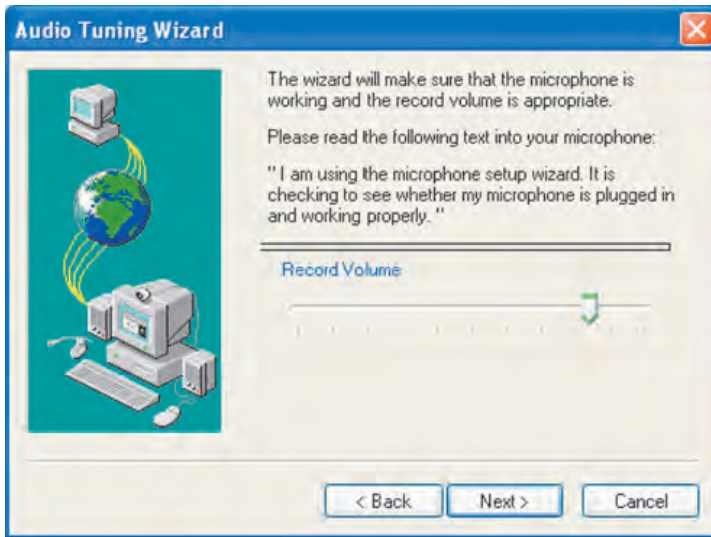 Audio Tuning Wizard
The wizard will make sure that the microphone is
working and the record volume is appropriate.
Please read the following text into your microphone:
" I am using the microphone setup wizard. It is
checking to see whether my microphone is plugged in
and working properly. "
Record Volume
< Back Next > Cancel